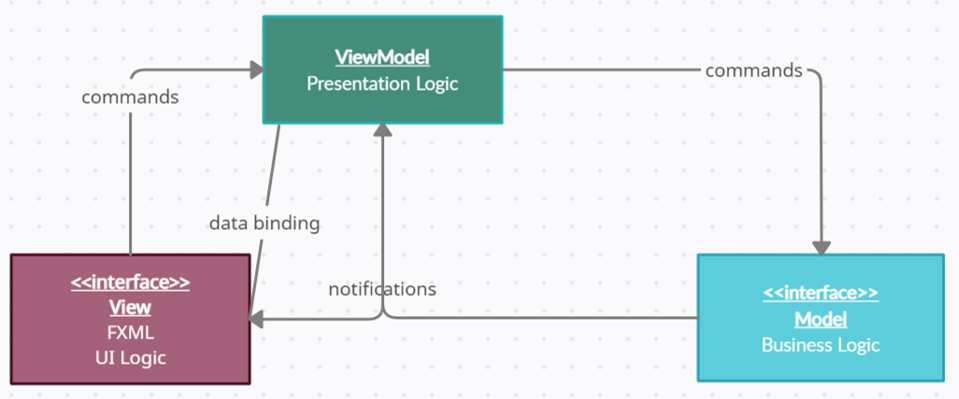 ViewModel
Presentation Logic
commands
commands
data binding
notifications
<<interface>>
View
FXML
UI Logic
<<interface>>
Model
Business Logic